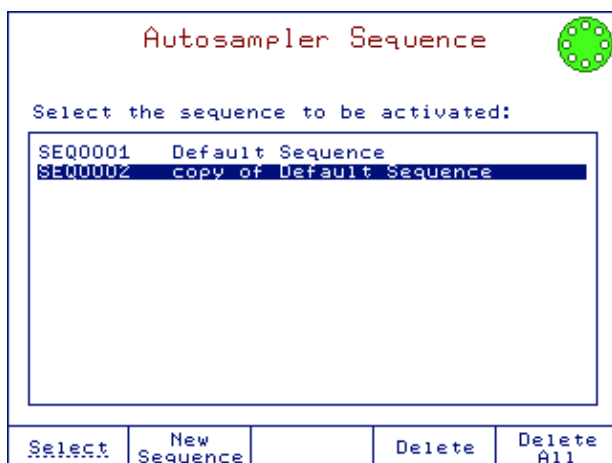 Autosampler Sequence
Select the sequence to be activated:
SEQ0001 Default Sequence
SEQ0002 copy of Default Sequence
Select
New
Sequence
Delete
Delete
All